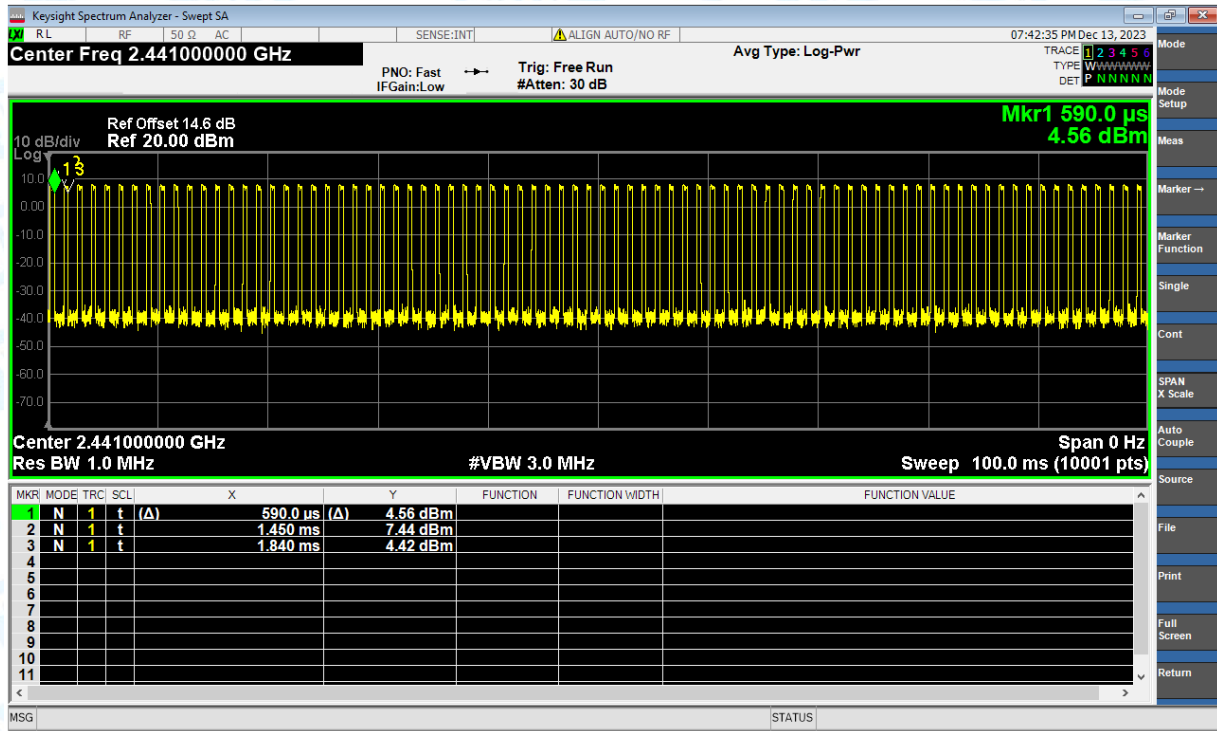 Keysight Spectrum Analyzer - Swept SA
LXI RL RF 50 Ω AC SENSE:INT ALIGN AUTO/NO RF 07:42:35 PM Dec 13, 2023
Center Freq 2.441000000 GHz Avg Type: Log-Pwr TRACE 1 2 3 4 5 6
PNO: Fast Trig: Free Run TYPE WWWWWW
IFGain:Low #Atten: 30 dB DET P N N N N N
Mkr1 590.0 µs
4.56 dBm
Ref Offset 14.6 dB
10 dB/div Ref 20.00 dBm
Log
1 2 3
10.0
0.00
-10.0
-20.0
-30.0
-40.0
-50.0
-60.0
-70.0
Center 2.441000000 GHz Span 0 Hz
Res BW 1.0 MHz #VBW 3.0 MHz Sweep 100.0 ms (10001 pts)
MKR MODE TRC SCL X Y FUNCTION FUNCTION WIDTH FUNCTION VALUE
1 N 1 t (Δ) 590.0 µs (Δ) 4.56 dBm
2 N 1 t 1.450 ms 7.44 dBm
3 N 1 t 1.840 ms 4.42 dBm
4
5
6
7
8
9
10
11
MSG STATUS
Mode
Mode
Setup
Meas
Marker →
Marker
Function
Single
Cont
SPAN
X Scale
Auto
Couple
Source
File
Print
Full
Screen
Return